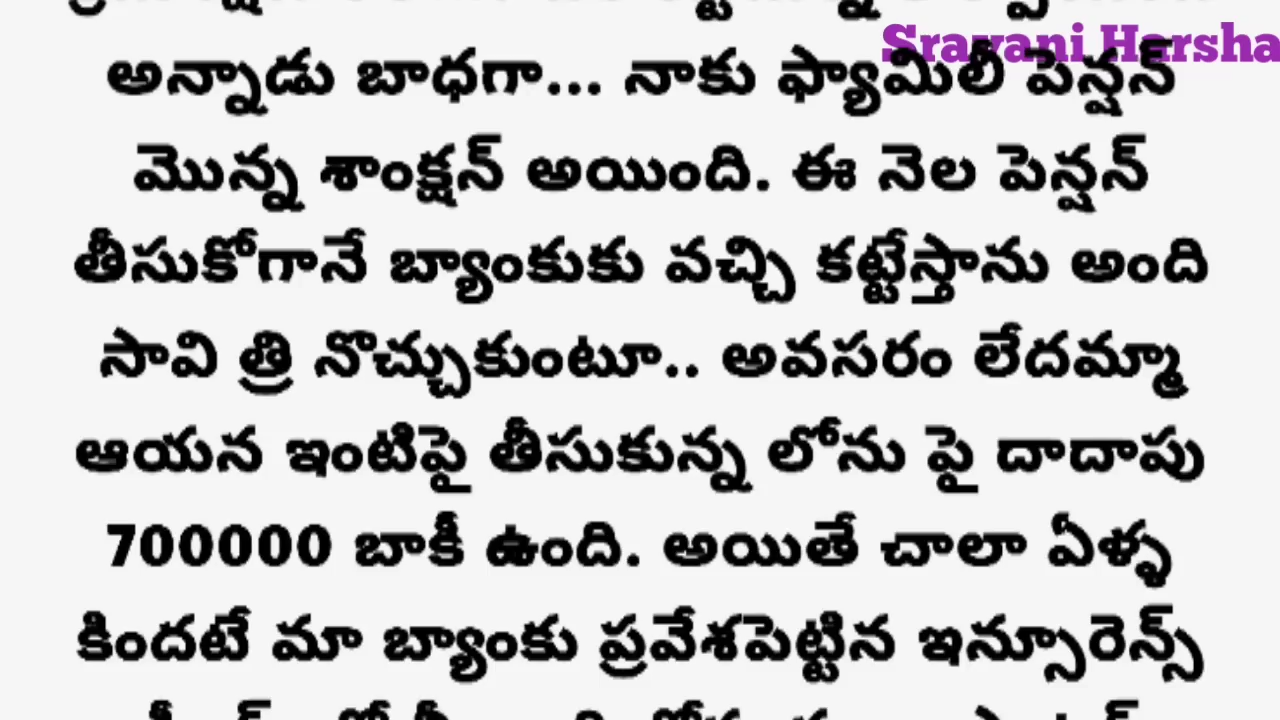 Sravani Harsha
అన్నాడు బాధగా... నాకు ఫ్యామిలీ పెన్షన్
మొన్న శాంక్షన్ అయింది. ఈ నెల పెన్షన్
తీసుకోగానే బ్యాంకుకు వచ్చి కట్టేస్తాను అంది
సావి త్రి నొచ్చుకుంటూ.. అవసరం లేదమ్మా
ఆయన ఇంటిపై తీసుకున్న లోను పై దాదాపు
700000 బాకీ ఉంది. అయితే చాలా ఏళ్ళ
కిందటే మా బ్యాంకు ప్రవేశపెట్టిన ఇన్సూరెన్స్